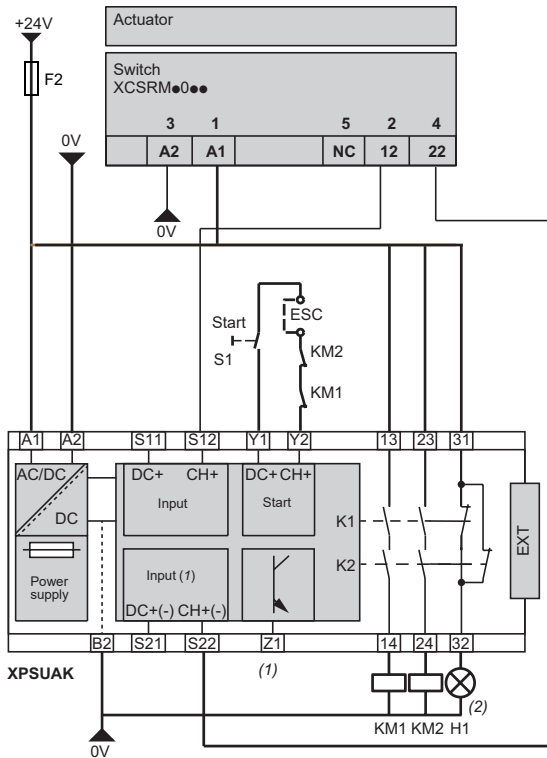 +24V
Actuator
F2
Switch
XCSRM●0●●
0V
3 1 5 2 4
A2 A1 NC 12 22
0V
ESC
Start
S1
KM2
KM1
A1 A2 S11 S12 Y1 Y2 13 23 31
AC/DC
DC
DC+ CH+
Input
DC+ CH+
Start
K1
K2
EXT
Power
supply
Input (1)
DC+(-) CH+(-)
B2 S21 S22 Z1 14 24 32
XPSUAK
(1)
(2)
KM1 KM2 H1
0V